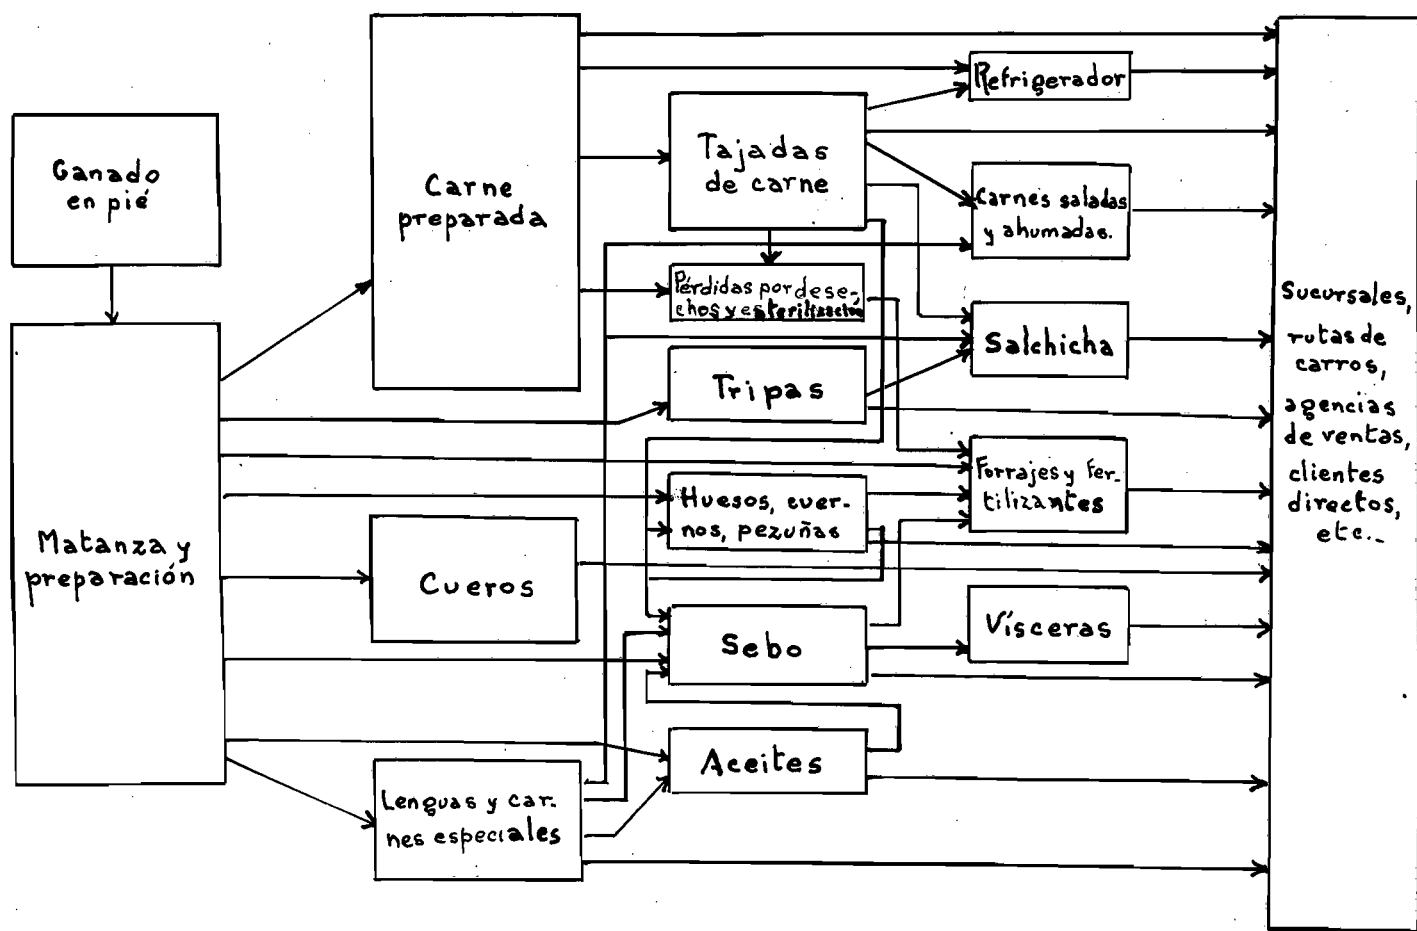 Ganado
en pié
Matanza y
preparación
Carne
preparada
Cueros
Lenguas y car-
nes especiales
Tajadas
de carne
Pérdidas por dese-
chos y esterilización
Tripas
Huesos, cuer-
nos, pezuñas
Sebo
Aceites
Refrigerador
Carnes saladas
y ahumadas.
Salchicha
Forrajes y Fer-
tilizantes
Vísceras
Sucursales,
rutas de
carros,
agencias
de ventas,
clientes
directos,
etc..